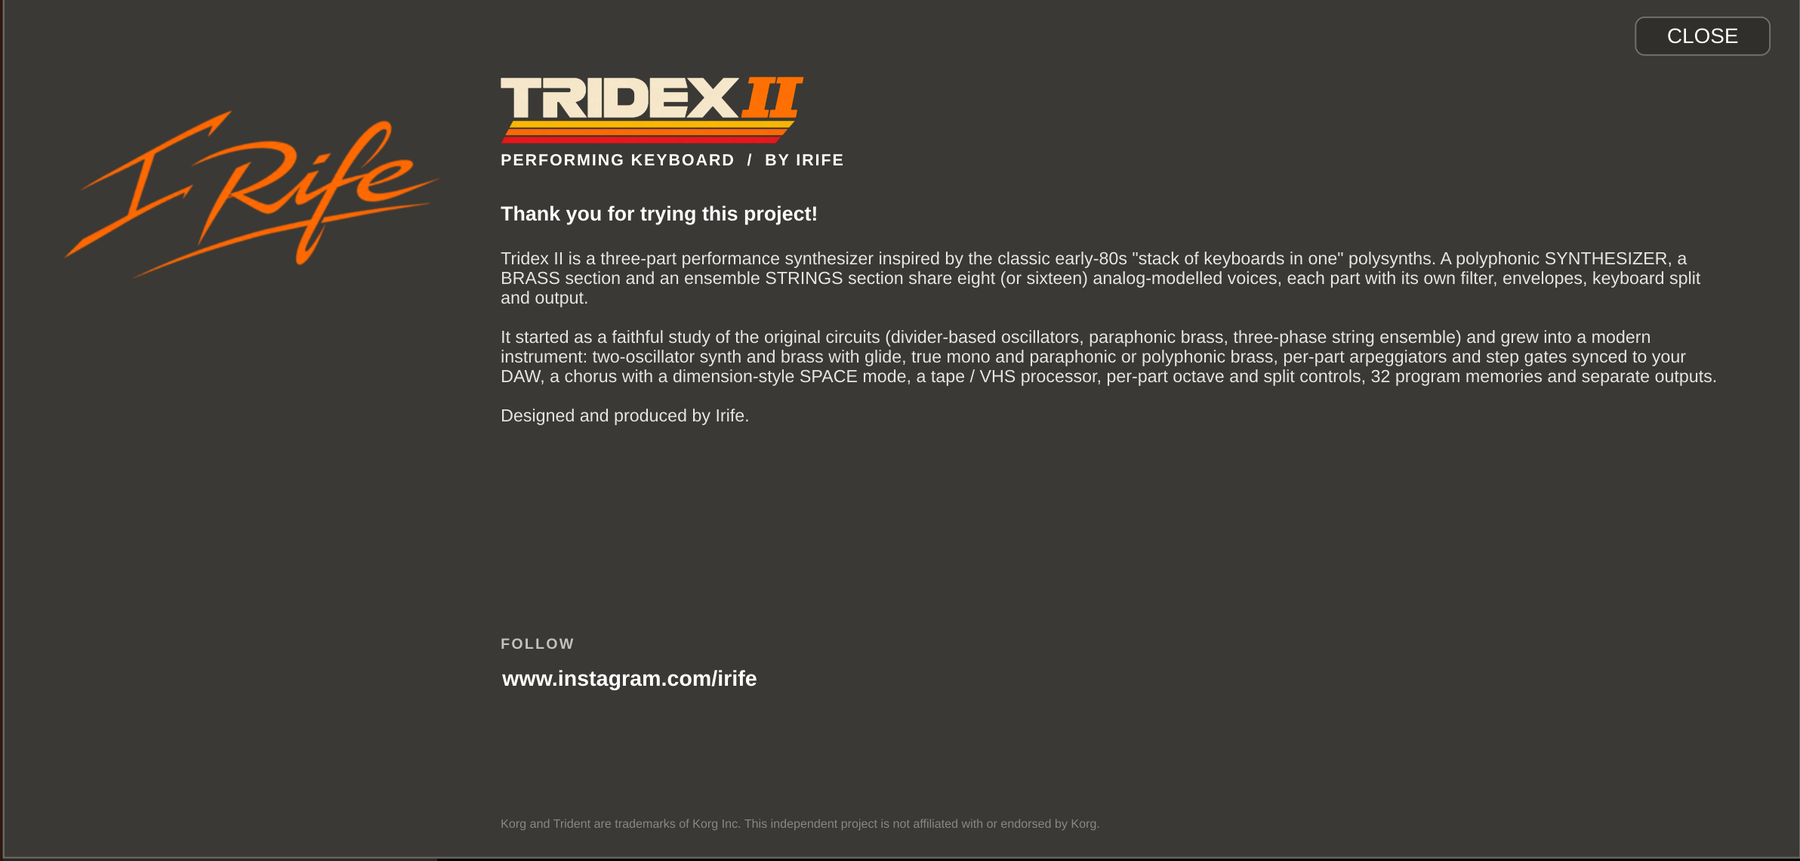 CLOSE
I Rife
TRIDEX II
PERFORMING KEYBOARD / BY IRIFE
Thank you for trying this project!
Tridex II is a three-part performance synthesizer inspired by the classic early-80s "stack of keyboards in one" polysynths. A polyphonic SYNTHESIZER, a
BRASS section and an ensemble STRINGS section share eight (or sixteen) analog-modelled voices, each part with its own filter, envelopes, keyboard split
and output.
It started as a faithful study of the original circuits (divider-based oscillators, paraphonic brass, three-phase string ensemble) and grew into a modern
instrument: two-oscillator synth and brass with glide, true mono and paraphonic or polyphonic brass, per-part arpeggiators and step gates synced to your
DAW, a chorus with a dimension-style SPACE mode, a tape / VHS processor, per-part octave and split controls, 32 program memories and separate outputs.
Designed and produced by Irife.
FOLLOW
www.instagram.com/irife
Korg and Trident are trademarks of Korg Inc. This independent project is not affiliated with or endorsed by Korg.